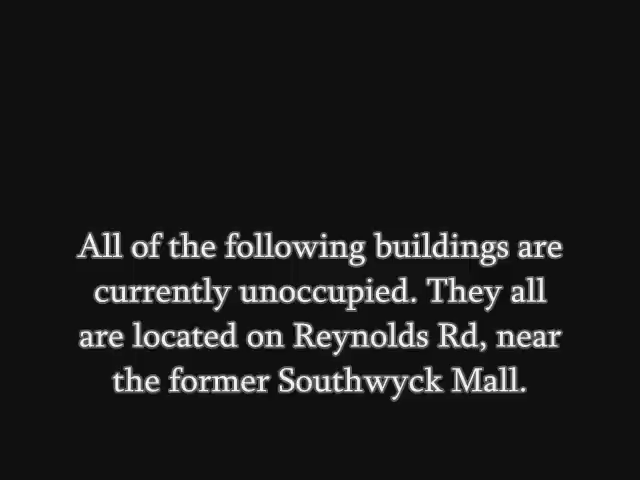 All of the following buildings are
currently unoccupied. They all
are located on Reynolds Rd, near
the former Southwyck Mall.